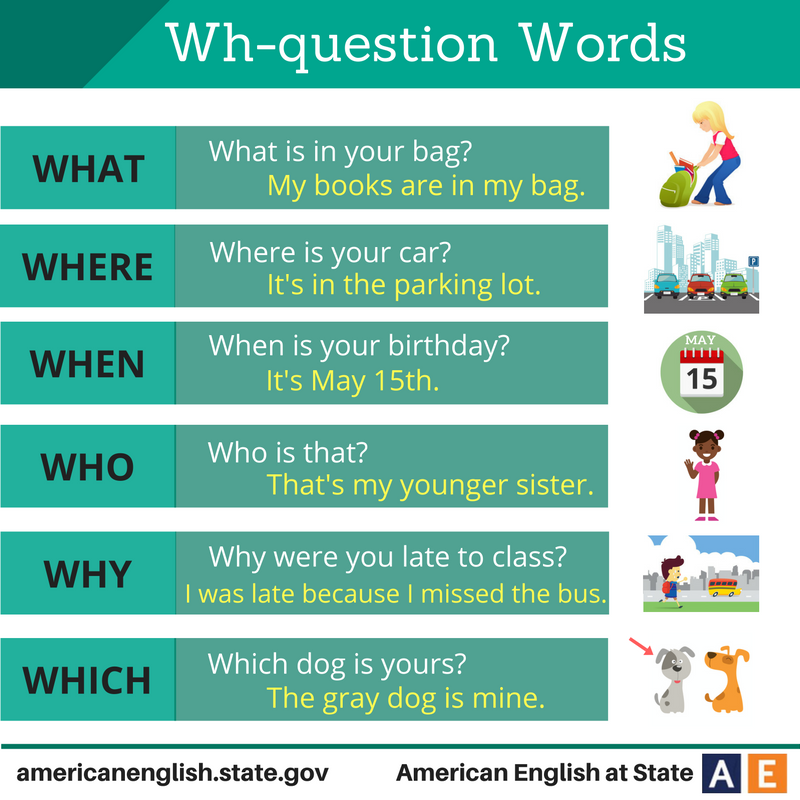 Wh-question Words
WHAT
What is in your bag?
My books are in my bag.
WHERE
Where is your car?
It's in the parking lot.
P
WHEN
When is your birthday?
It's May 15th.
MAY
15
WHO
Who is that?
That's my younger sister.
WHY
Why were you late to class?
I was late because I missed the bus.
WHICH
Which dog is yours?
The gray dog is mine.
americanenglish.state.gov
American English at State
A E